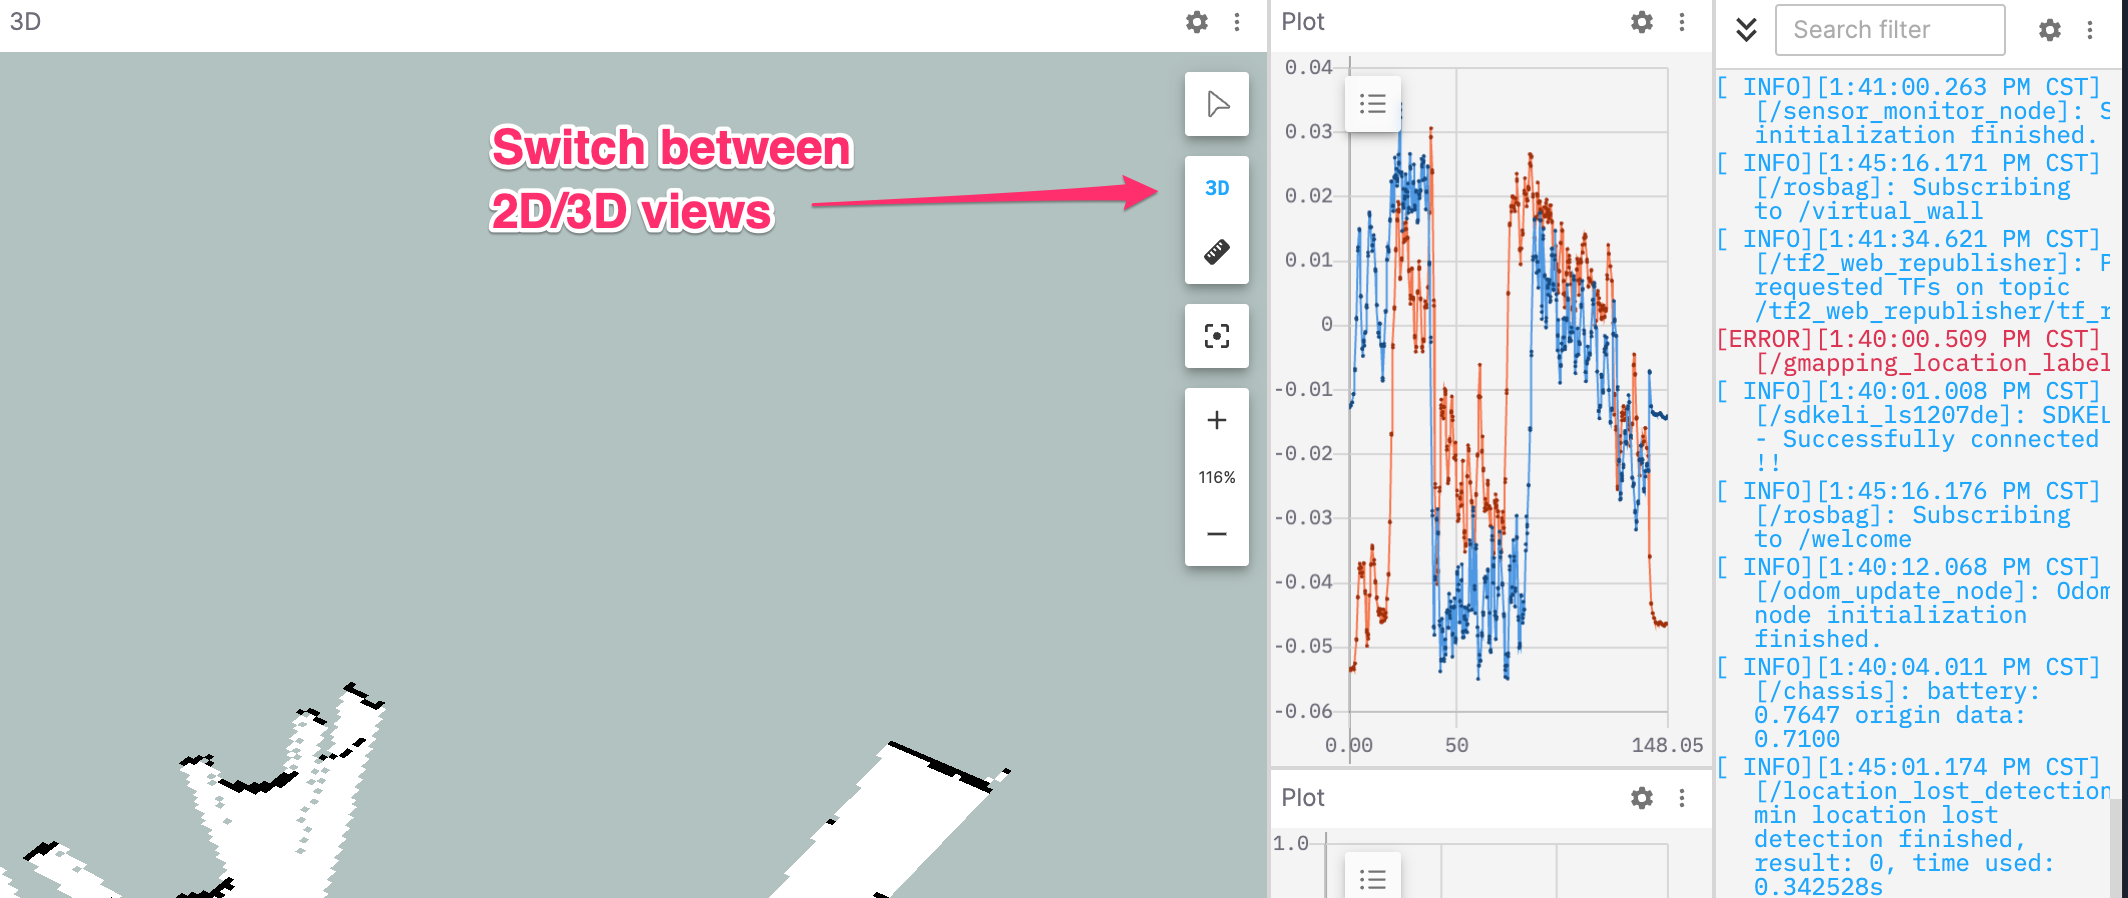 3D
Switch between
2D/3D views
3D
116%
Plot
0.04
0.03
0.02
0.01
0
-0.01
-0.02
-0.03
-0.04
-0.05
-0.06
0.00
50
148.05
Plot
1.0
Search filter
[ INFO][1:41:00.263 PM CST]
[/sensor_monitor_node]: S
initialization finished.
[ INFO][1:45:16.171 PM CST]
[/rosbag]: Subscribing
to /virtual_wall
[ INFO][1:41:34.621 PM CST]
[/tf2_web_republisher]: P
requested TFs on topic
/tf2_web_republisher/tf_r
[ERROR][1:40:00.509 PM CST]
[/gmapping_location_label
[ INFO][1:40:01.008 PM CST]
[/sdkeli_ls1207de]: SDKEL
- Successfully connected
!!
[ INFO][1:45:16.176 PM CST]
[/rosbag]: Subscribing
to /welcome
[ INFO][1:40:12.068 PM CST]
[/odom_update_node]: Odom
node initialization
finished.
[ INFO][1:40:04.011 PM CST]
[/chassis]: battery:
0.7647 origin data:
0.7100
[ INFO][1:45:01.174 PM CST]
[/location_lost_detection
min location lost
detection finished,
result: 0, time used:
0.342528s